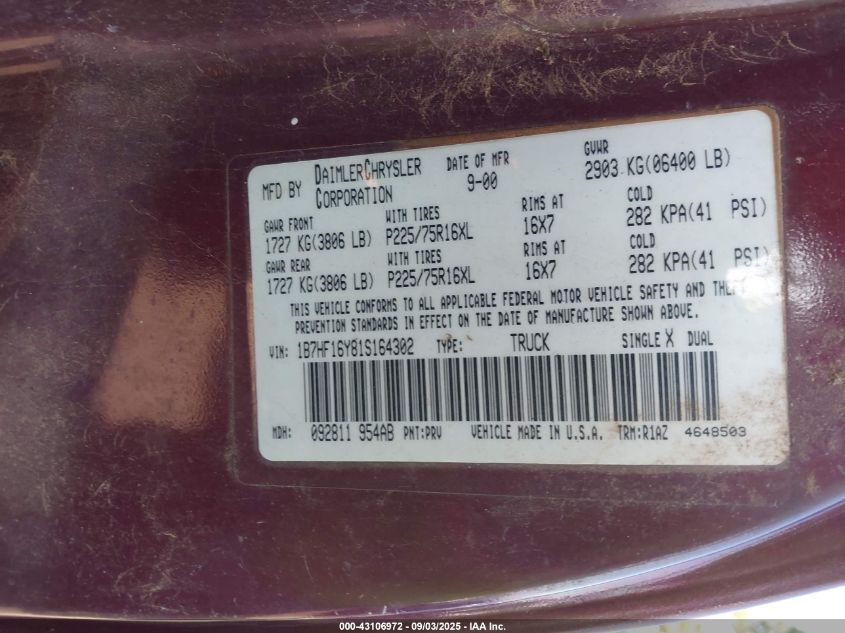 MFD BY DAIMLERCHRYSLER CORPORATION DATE OF MFR 9-00 GVWR 2903 KG(06400 LB)
GAWR FRONT WITH TIRES RIMS AT COLD
1727 KG(3806 LB) P225/75R16XL 16X7 282 KPA(41 PSI)
GAWR REAR WITH TIRES RIMS AT COLD
1727 KG(3806 LB) P225/75R16XL 16X7 282 KPA(41 PSI)
THIS VEHICLE CONFORMS TO ALL APPLICABLE FEDERAL MOTOR VEHICLE SAFETY AND THEFT
PREVENTION STANDARDS IN EFFECT ON THE DATE OF MANUFACTURE SHOWN ABOVE.
VIN: 1B7HF16Y81S164302 TYPE: TRUCK SINGLE X DUAL
MDH: 092811 954AB PNT:PRV VEHICLE MADE IN U.S.A. TRM:R1AZ 4648503
000-43106972 - 09/03/2025 - IAA Inc.